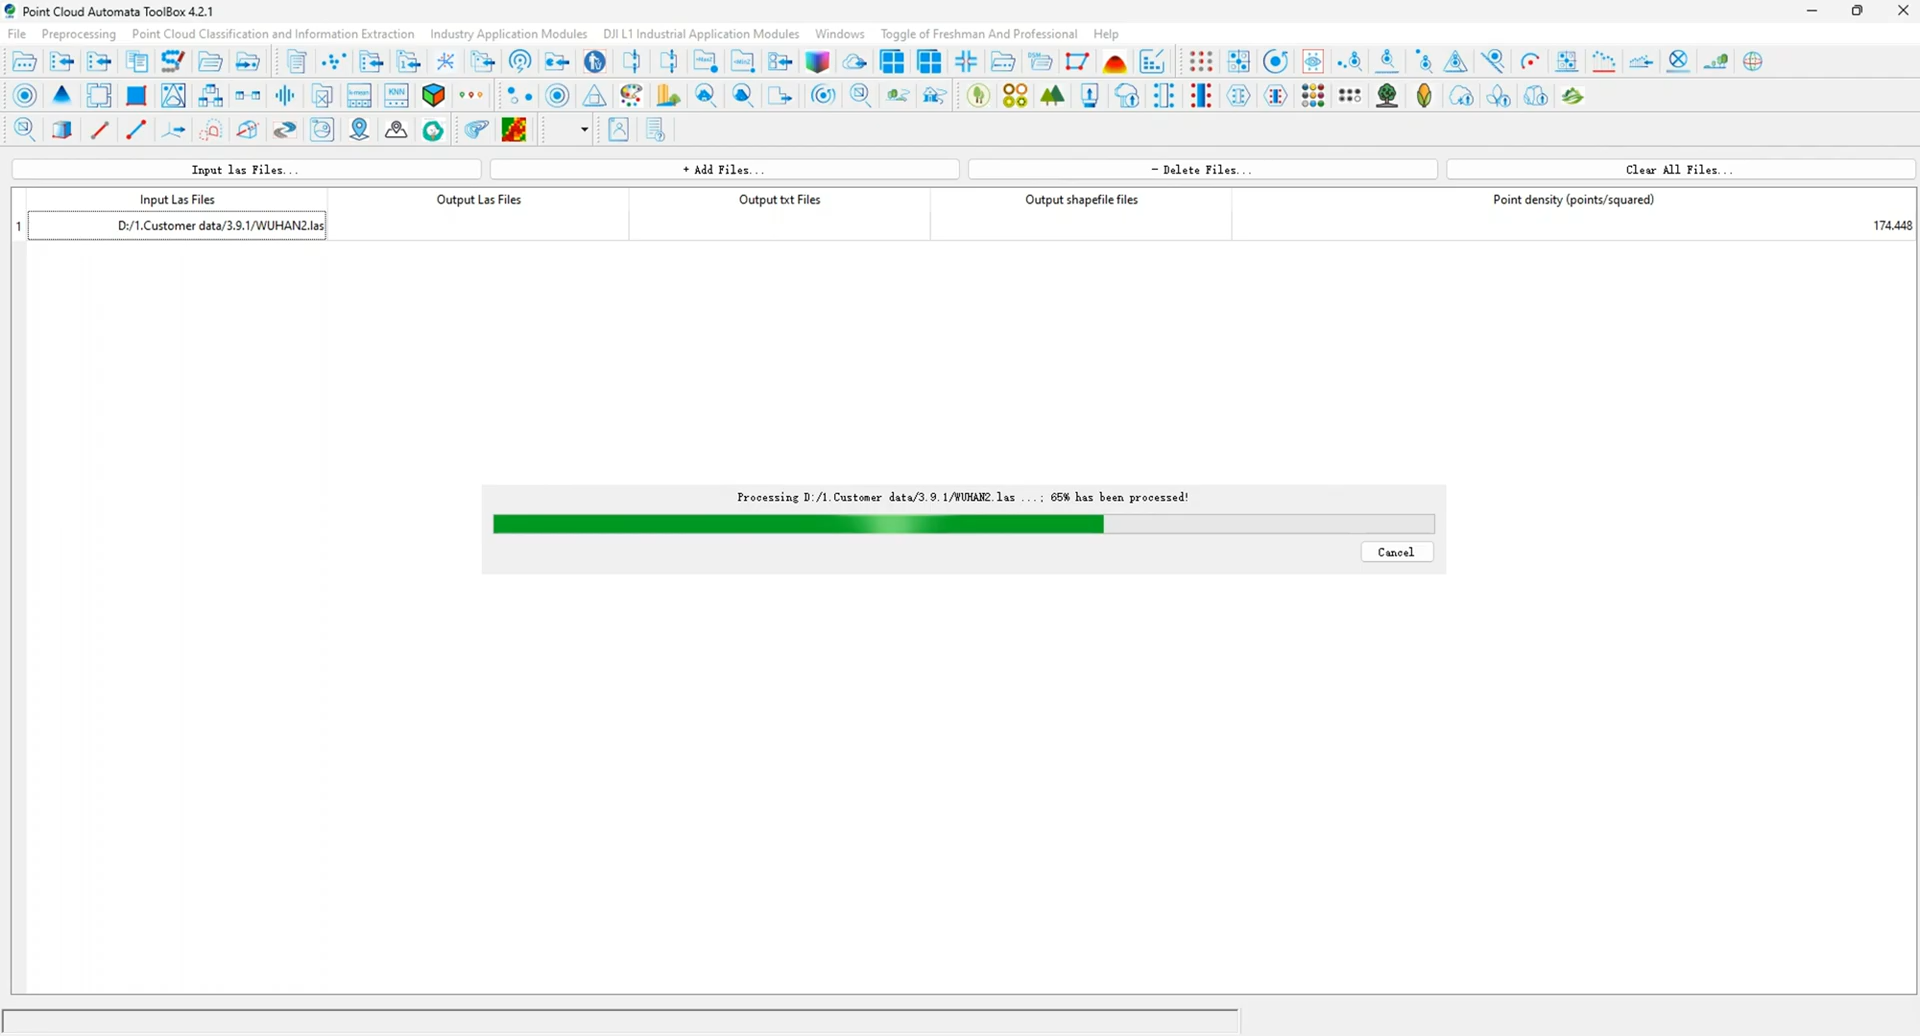 Point Cloud Automata ToolBox 4.2.1
File Preprocessing Point Cloud Classification and Information Extraction Industry Application Modules DJI L1 Industrial Application Modules Windows Toggle of Freshman And Professional Help
KNN
Input las Files... + Add Files... - Delete Files... Clear All Files...
Input Las Files Output Las Files Output txt Files Output shapefile files Point density (points/squared)
1 D:/1.Customer data/3.9.1/WUHAN2.las 174.448
Processing D:/1.Customer data/3.9.1/WUHAN2.las ...; 65% has been processed!
Cancel